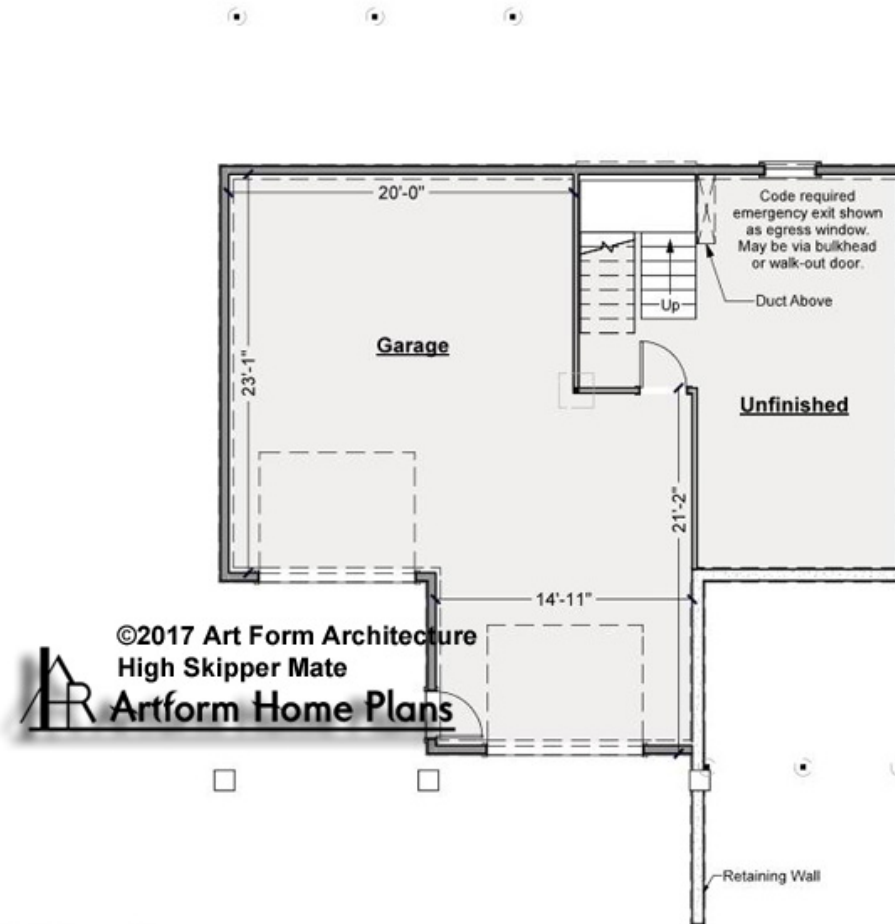 20'-0"
Code required
emergency exit shown
as egress window.
May be via bulkhead
or walk-out door.
Duct Above
Up
Garage
23'-1"
Unfinished
21'-2"
14'-11"
©2017 Art Form Architecture
High Skipper Mate
AR
Artform Home Plans
Retaining Wall